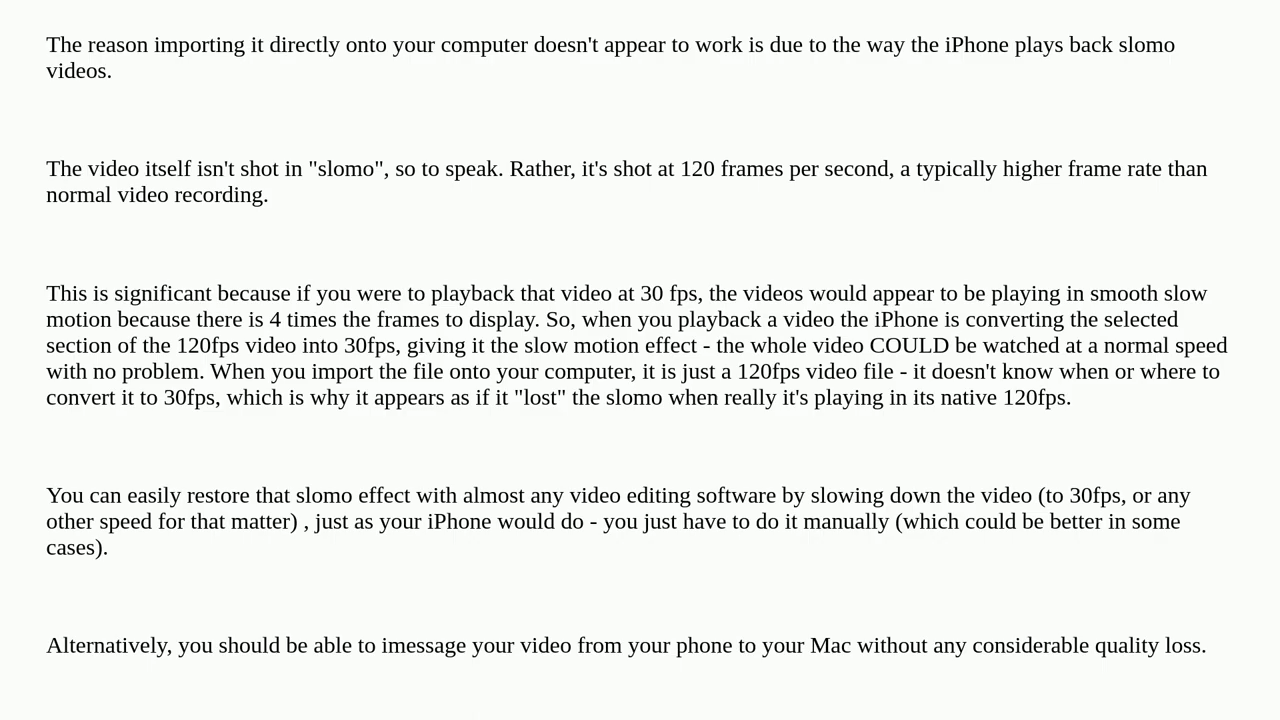 The reason importing it directly onto your computer doesn't appear to work is due to the way the iPhone plays back slomo
videos.
The video itself isn't shot in "slomo", so to speak. Rather, it's shot at 120 frames per second, a typically higher frame rate than
normal video recording.
This is significant because if you were to playback that video at 30 fps, the videos would appear to be playing in smooth slow
motion because there is 4 times the frames to display. So, when you playback a video the iPhone is converting the selected
section of the 120fps video into 30fps, giving it the slow motion effect - the whole video COULD be watched at a normal speed
with no problem. When you import the file onto your computer, it is just a 120fps video file - it doesn't know when or where to
convert it to 30fps, which is why it appears as if it "lost" the slomo when really it's playing in its native 120fps.
You can easily restore that slomo effect with almost any video editing software by slowing down the video (to 30fps, or any
other speed for that matter) , just as your iPhone would do - you just have to do it manually (which could be better in some
cases).
Alternatively, you should be able to imessage your video from your phone to your Mac without any considerable quality loss.